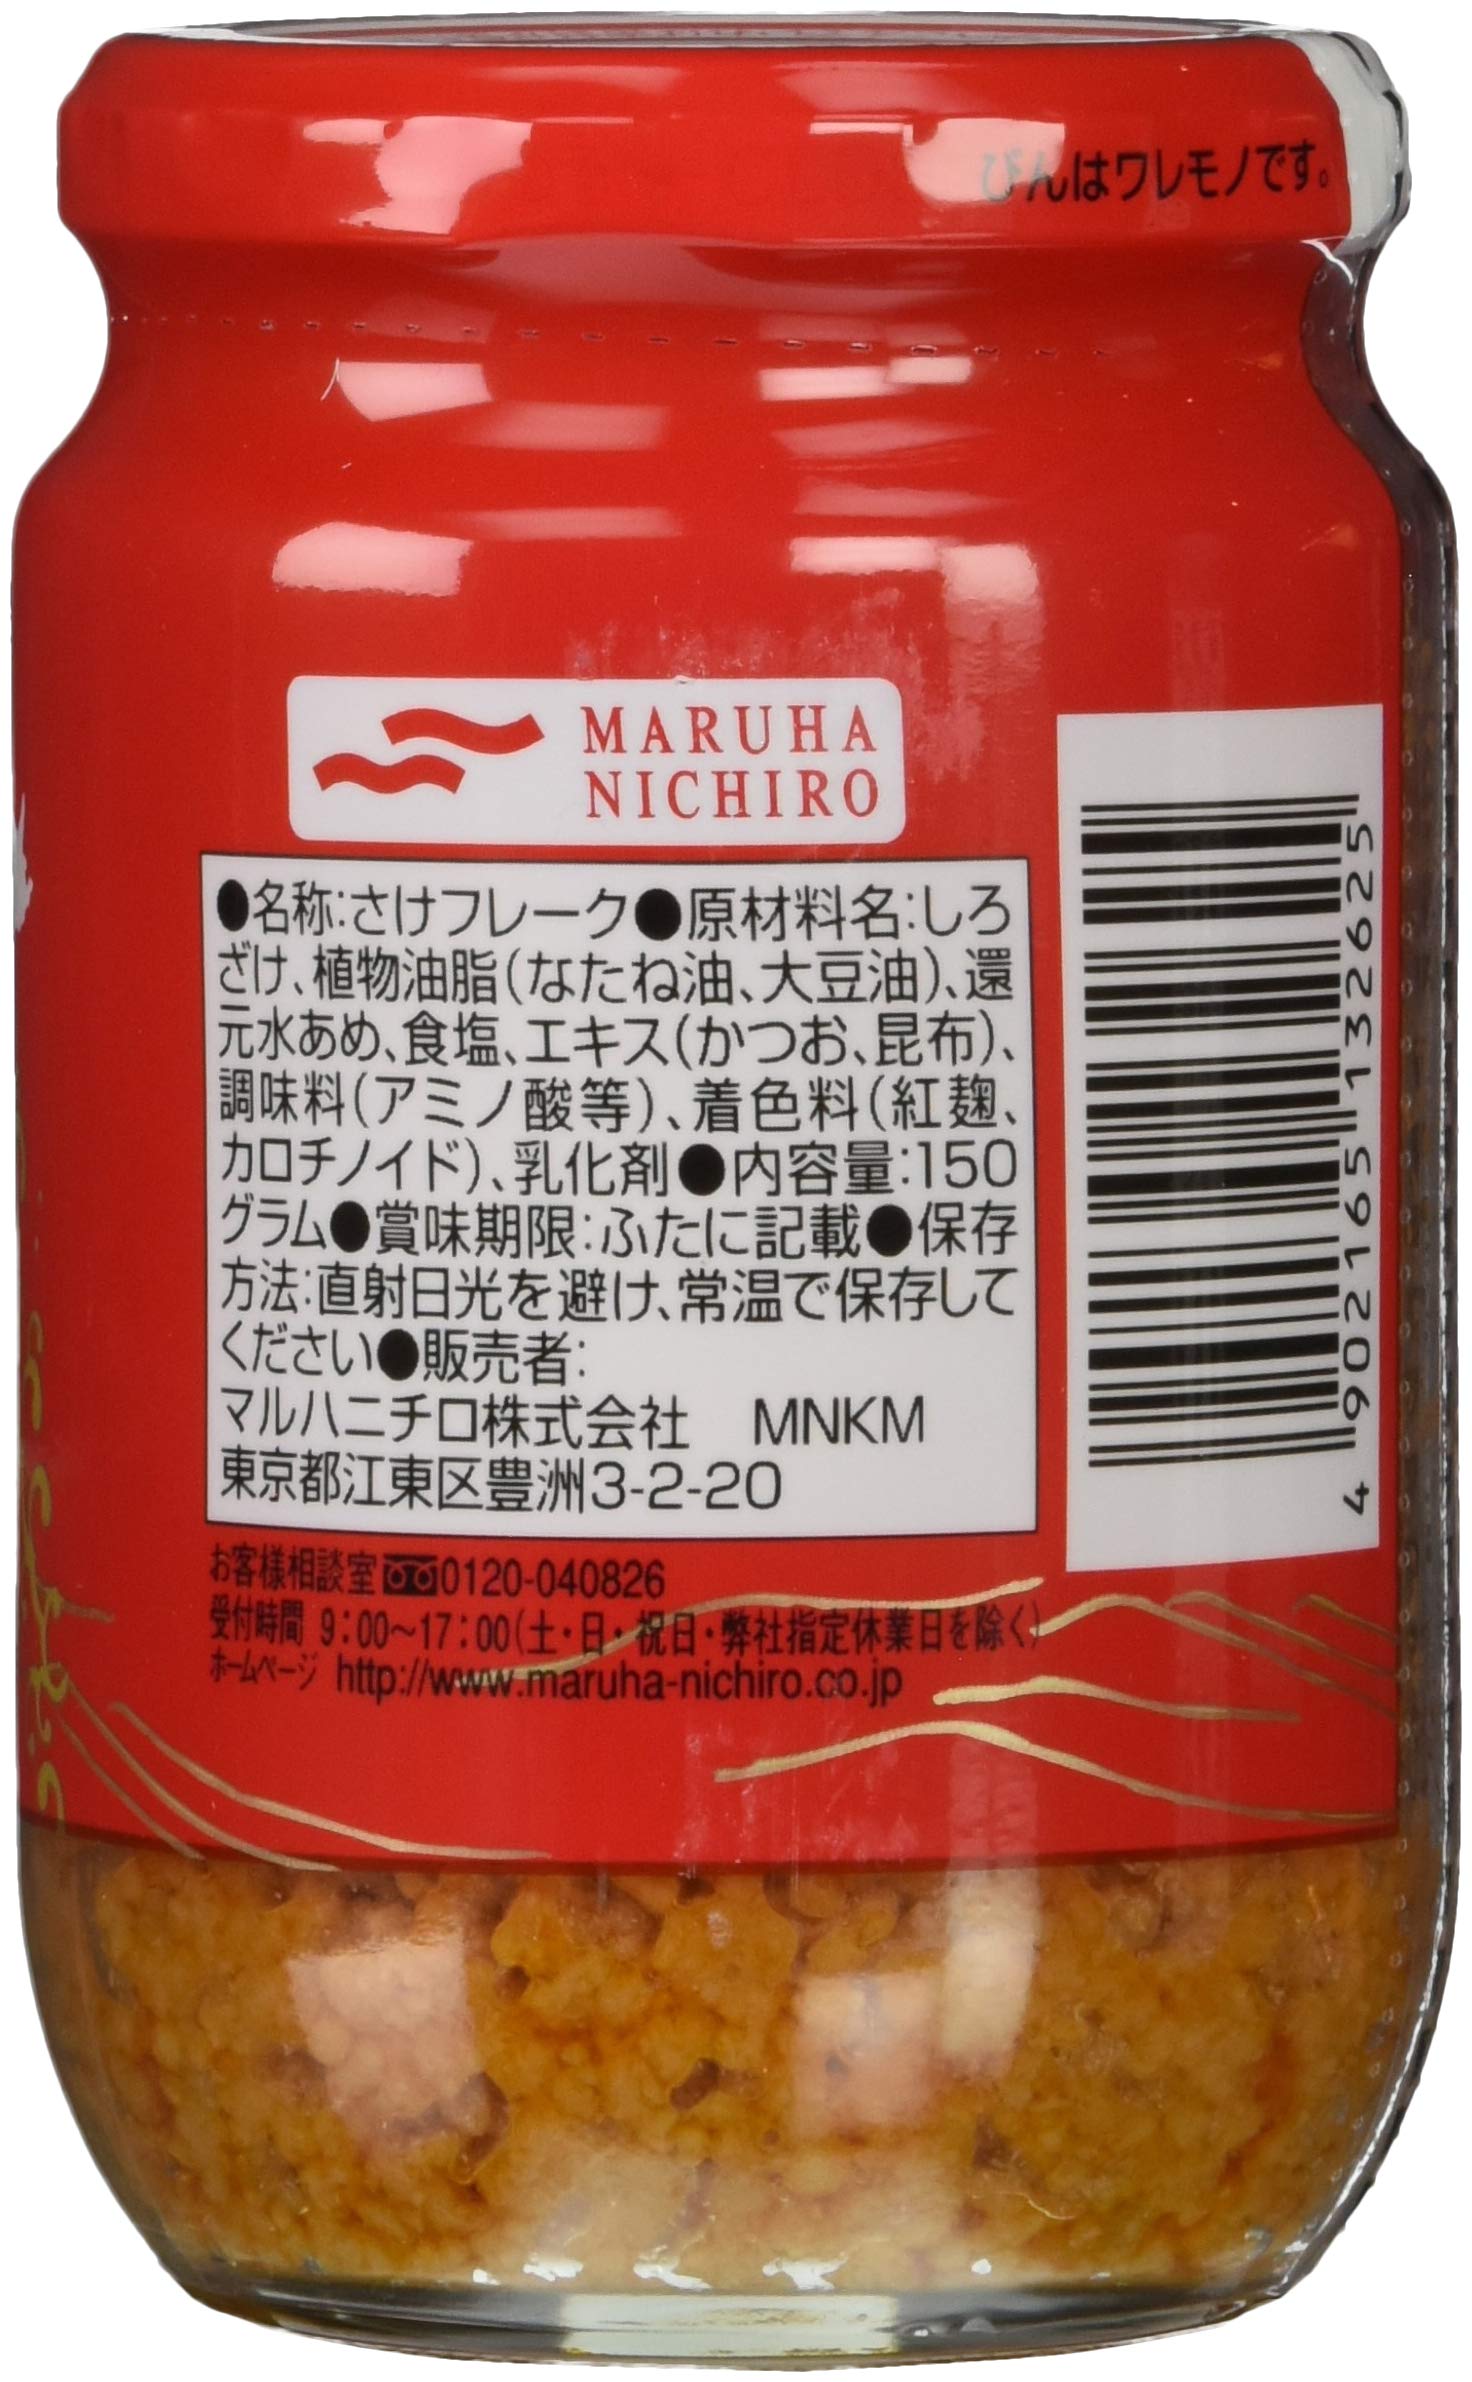 びんはワレモノです。
MARUHA
NICHIRO
●名称:さけフレーク●原材料名:しろ
ざけ、植物油脂(なたね油、大豆油)、還
元水あめ、食塩、エキス(かつお、昆布)、
調味料(アミノ酸等)、着色料(紅麹、
カロチノイド)、乳化剤●内容量:150
グラム●賞味期限:ふたに記載●保存
方法:直射日光を避け、常温で保存して
ください●販売者:
マルハニチロ株式会社 MNKM
東京都江東区豊洲3-2-20
お客様相談室 0120-040826
受付時間 9:00~17:00(土・日・祝日・弊社指定休業日を除く)
ホームページ http://www.maruha-nichiro.co.jp
4 902165 132625